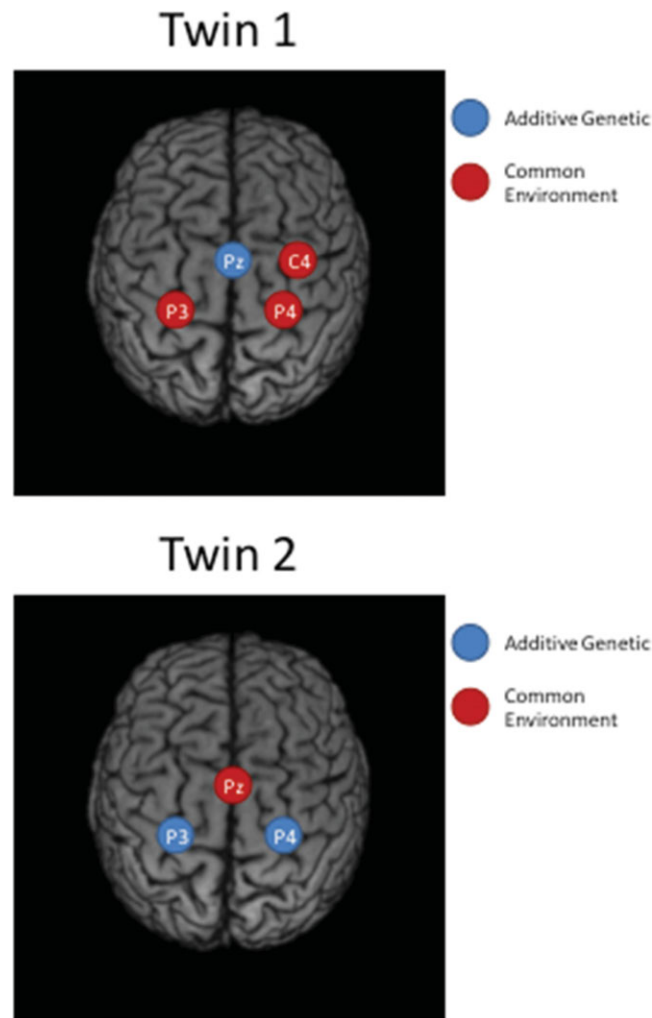 Twin 1
Additive Genetic
Common
Environment
Pz
C4
P3
P4
Twin 2
Additive Genetic
Common
Environment
Pz
P3
P4